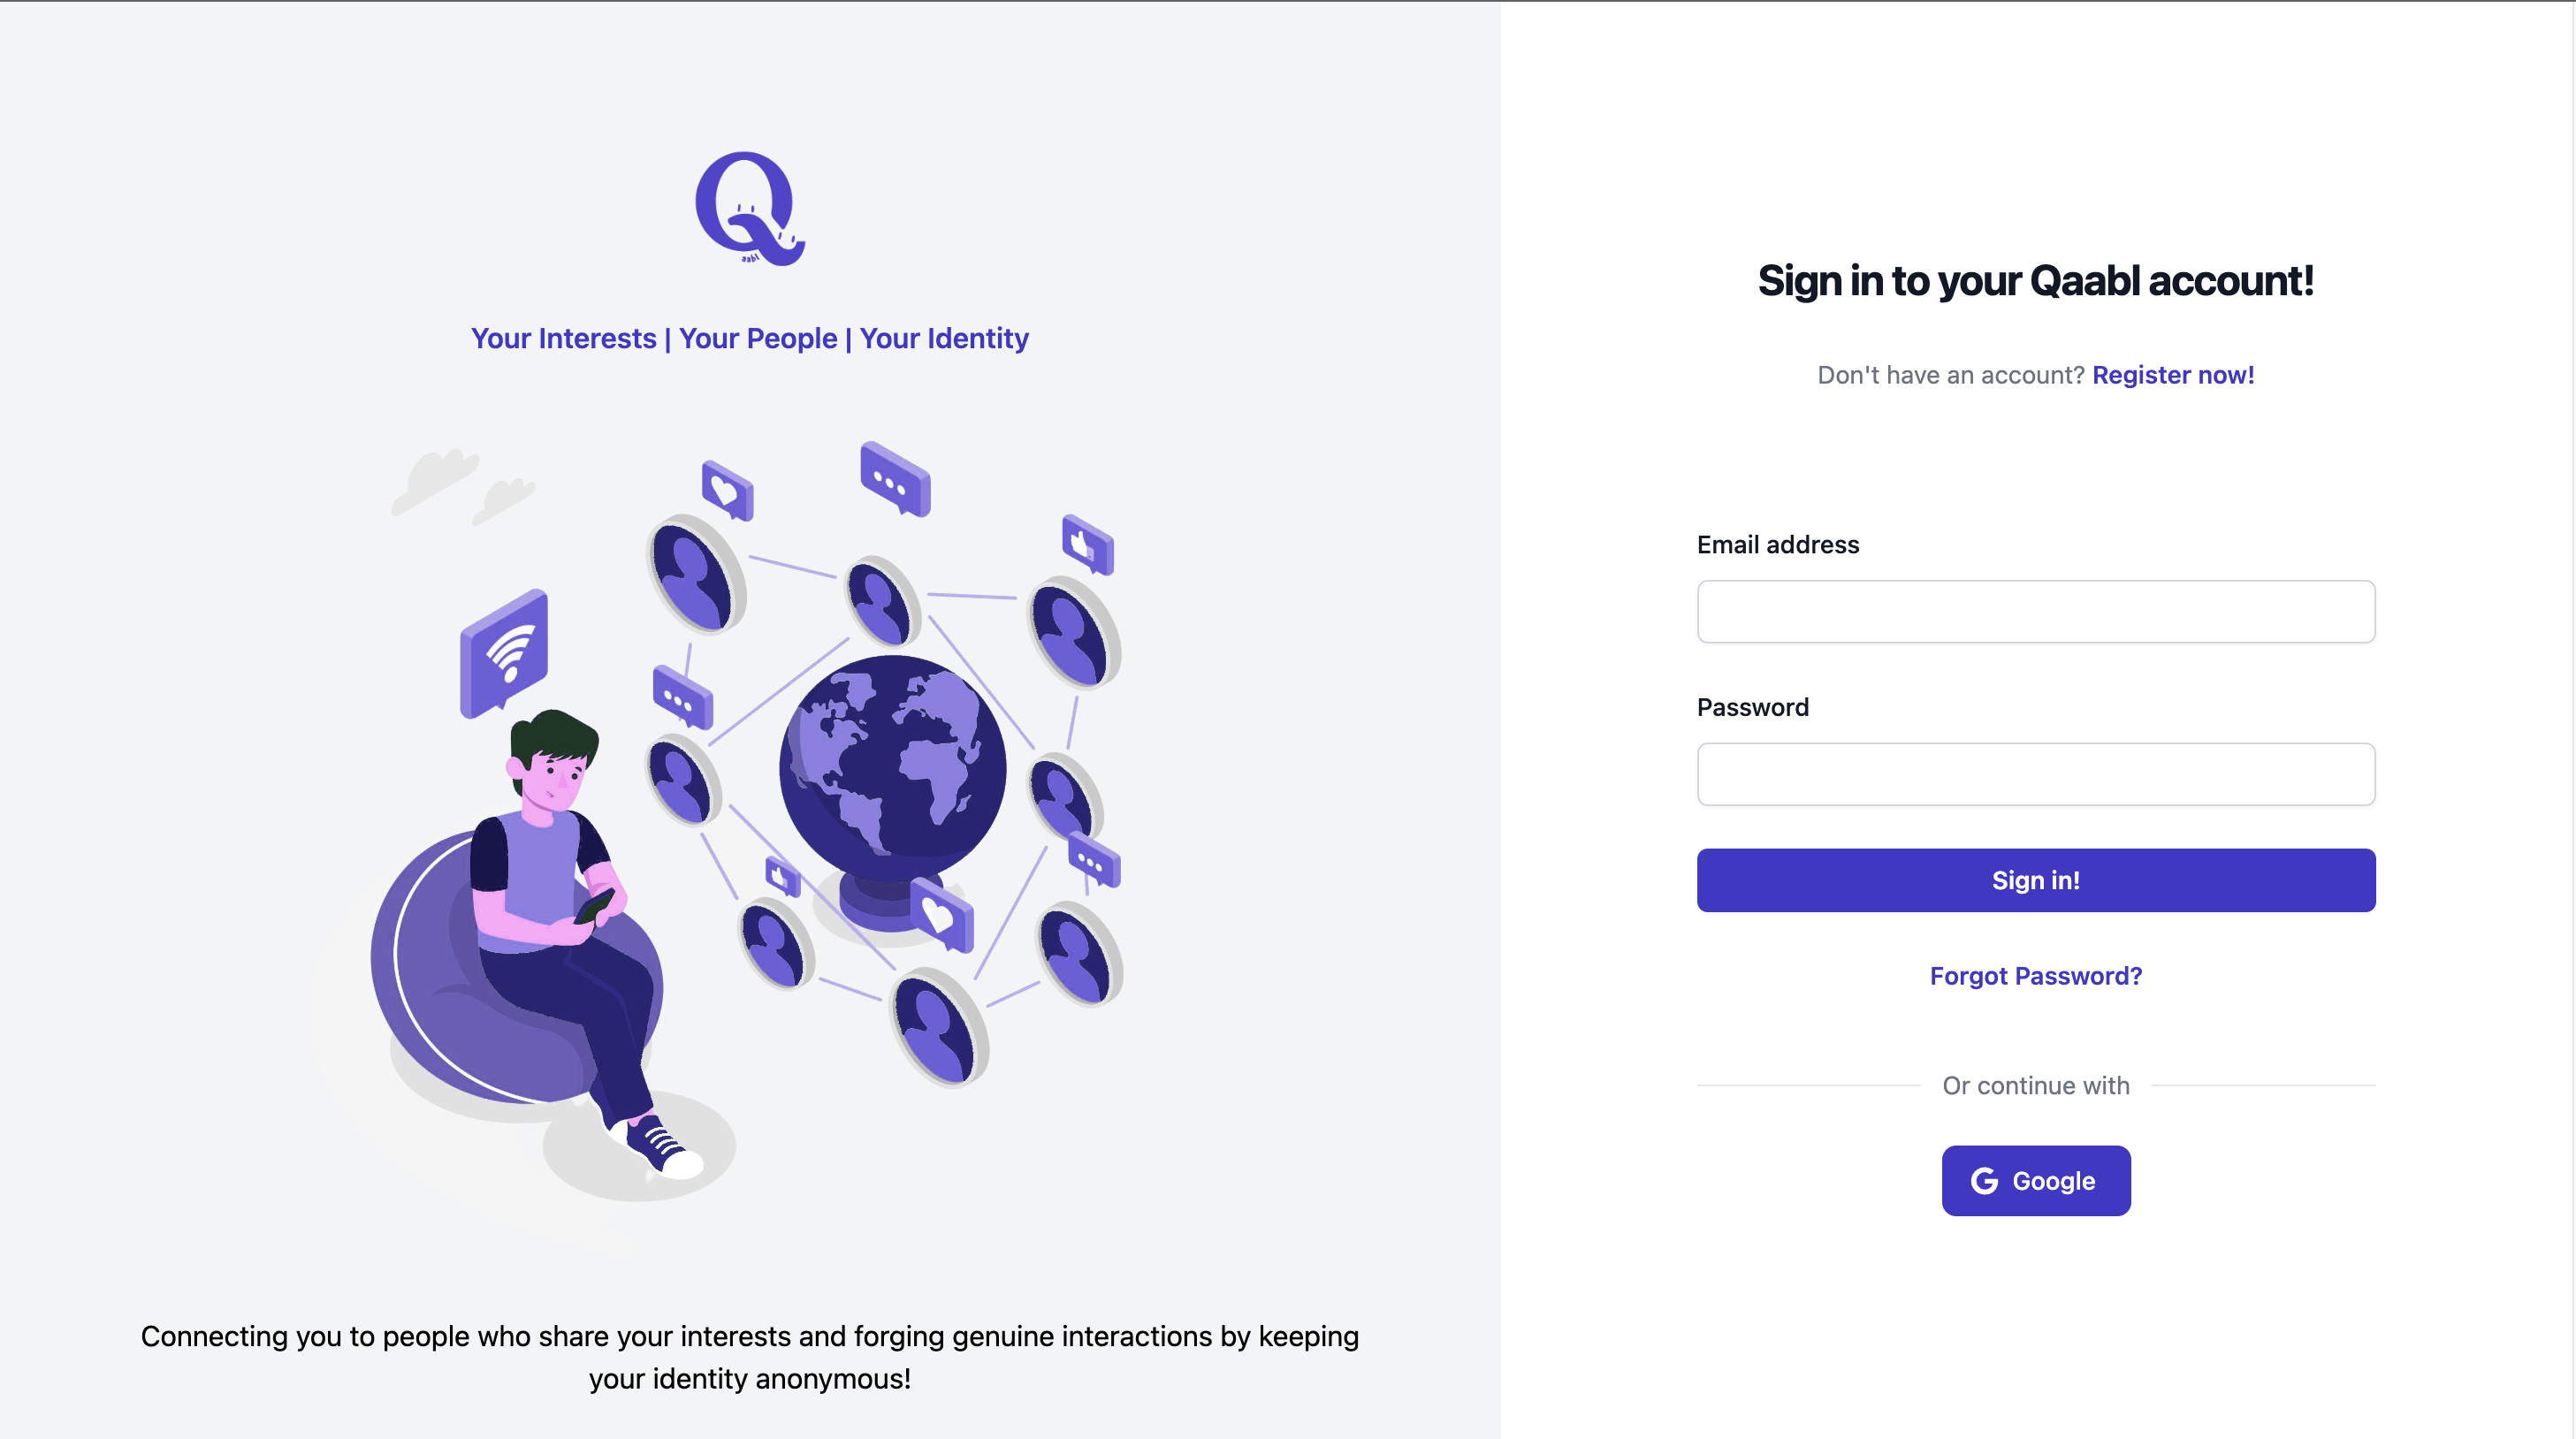 Q
aabl
Your Interests | Your People | Your Identity
Connecting you to people who share your interests and forging genuine interactions by keeping
your identity anonymous!
Sign in to your Qaabl account!
Don't have an account? Register now!
Email address
Password
Sign in!
Forgot Password?
Or continue with
G Google